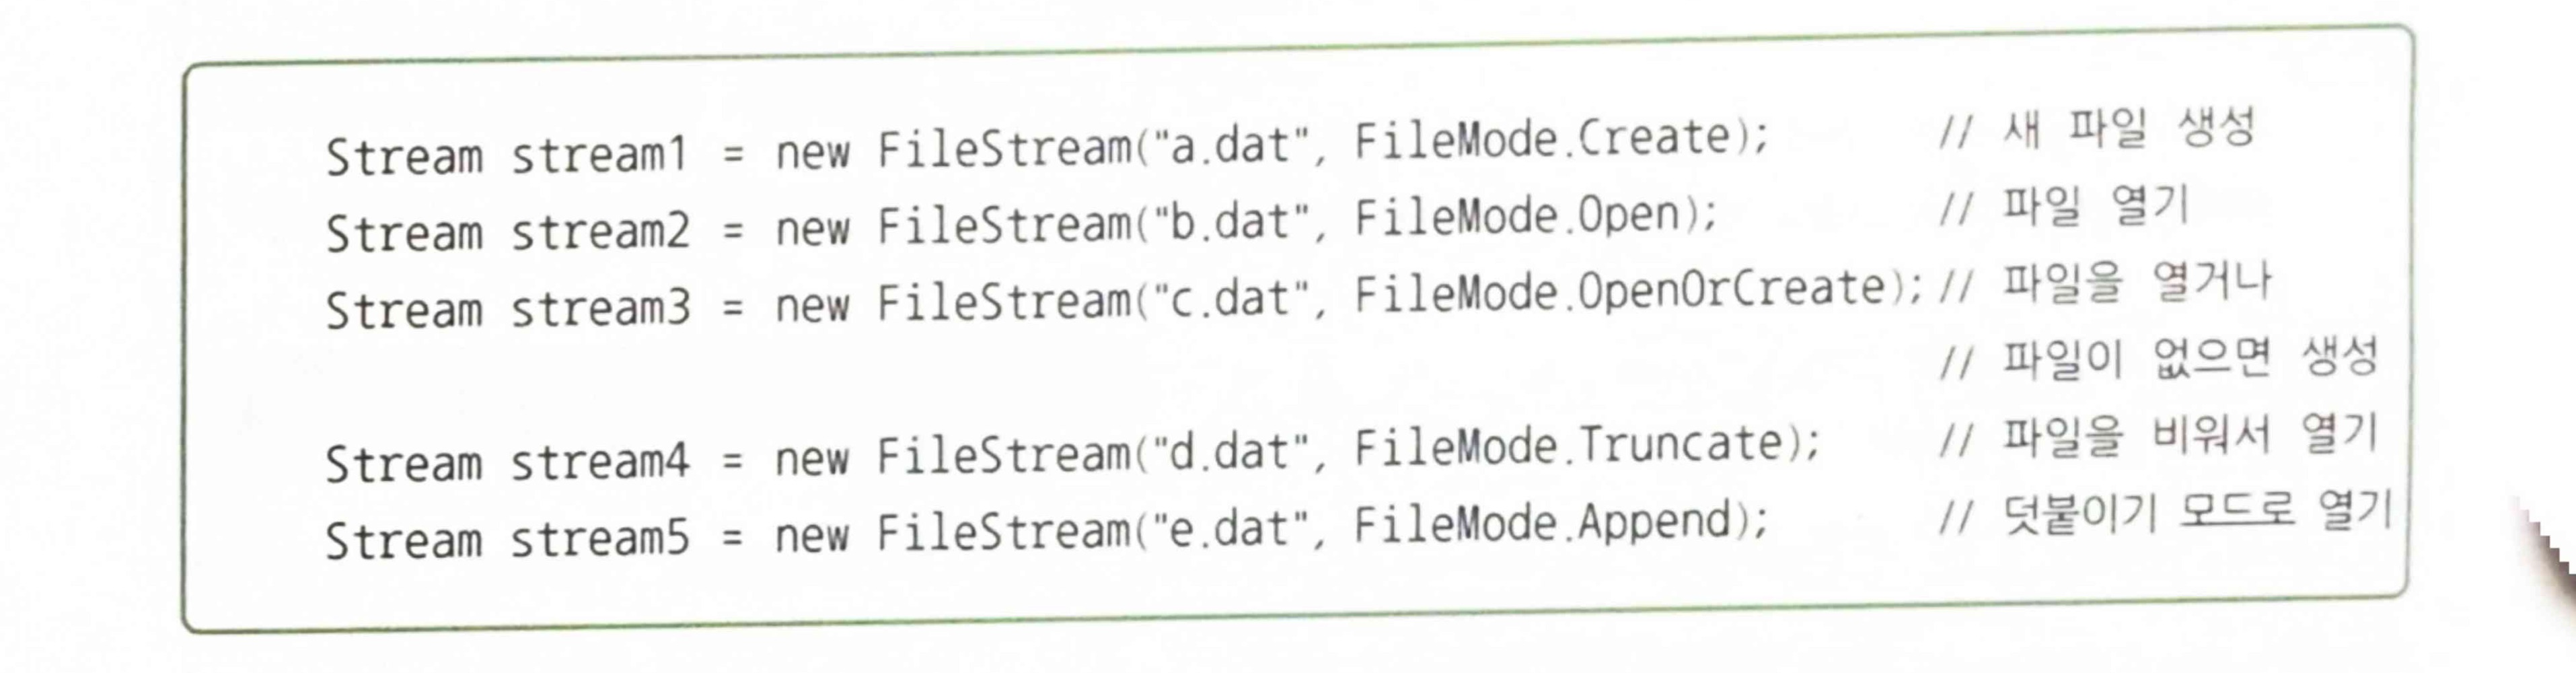 Stream stream1 = new FileStream("a.dat", FileMode.Create); // 새 파일 생성
Stream stream2 = new FileStream("b.dat", FileMode.Open); // 파일 열기
Stream stream3 = new FileStream("c.dat", FileMode.OpenOrCreate); // 파일을 열거나
// 파일이 없으면 생성
Stream stream4 = new FileStream("d.dat", FileMode.Truncate); // 파일을 비워서 열기
Stream stream5 = new FileStream("e.dat", FileMode.Append); // 덧붙이기 모드로 열기